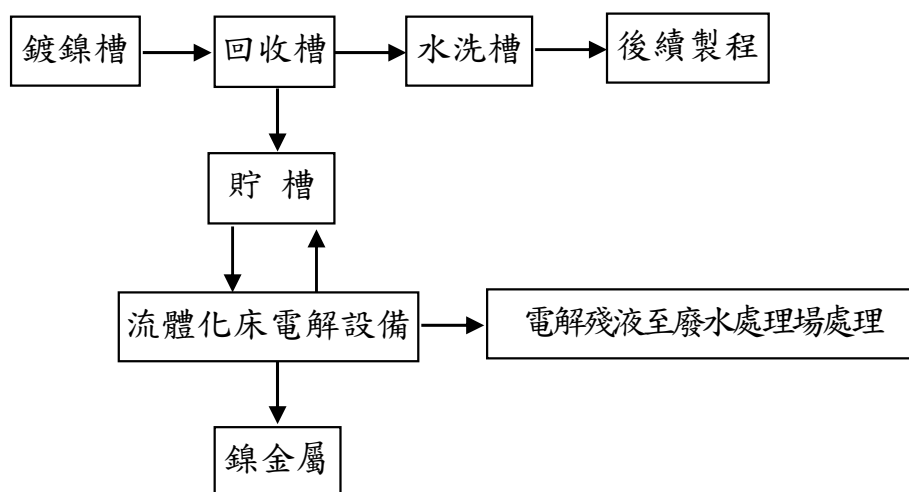 鍍鎳槽
回收槽
水洗槽
後續製程
貯 槽
流體化床電解設備
電解殘液至廢水處理場處理
鎳金屬